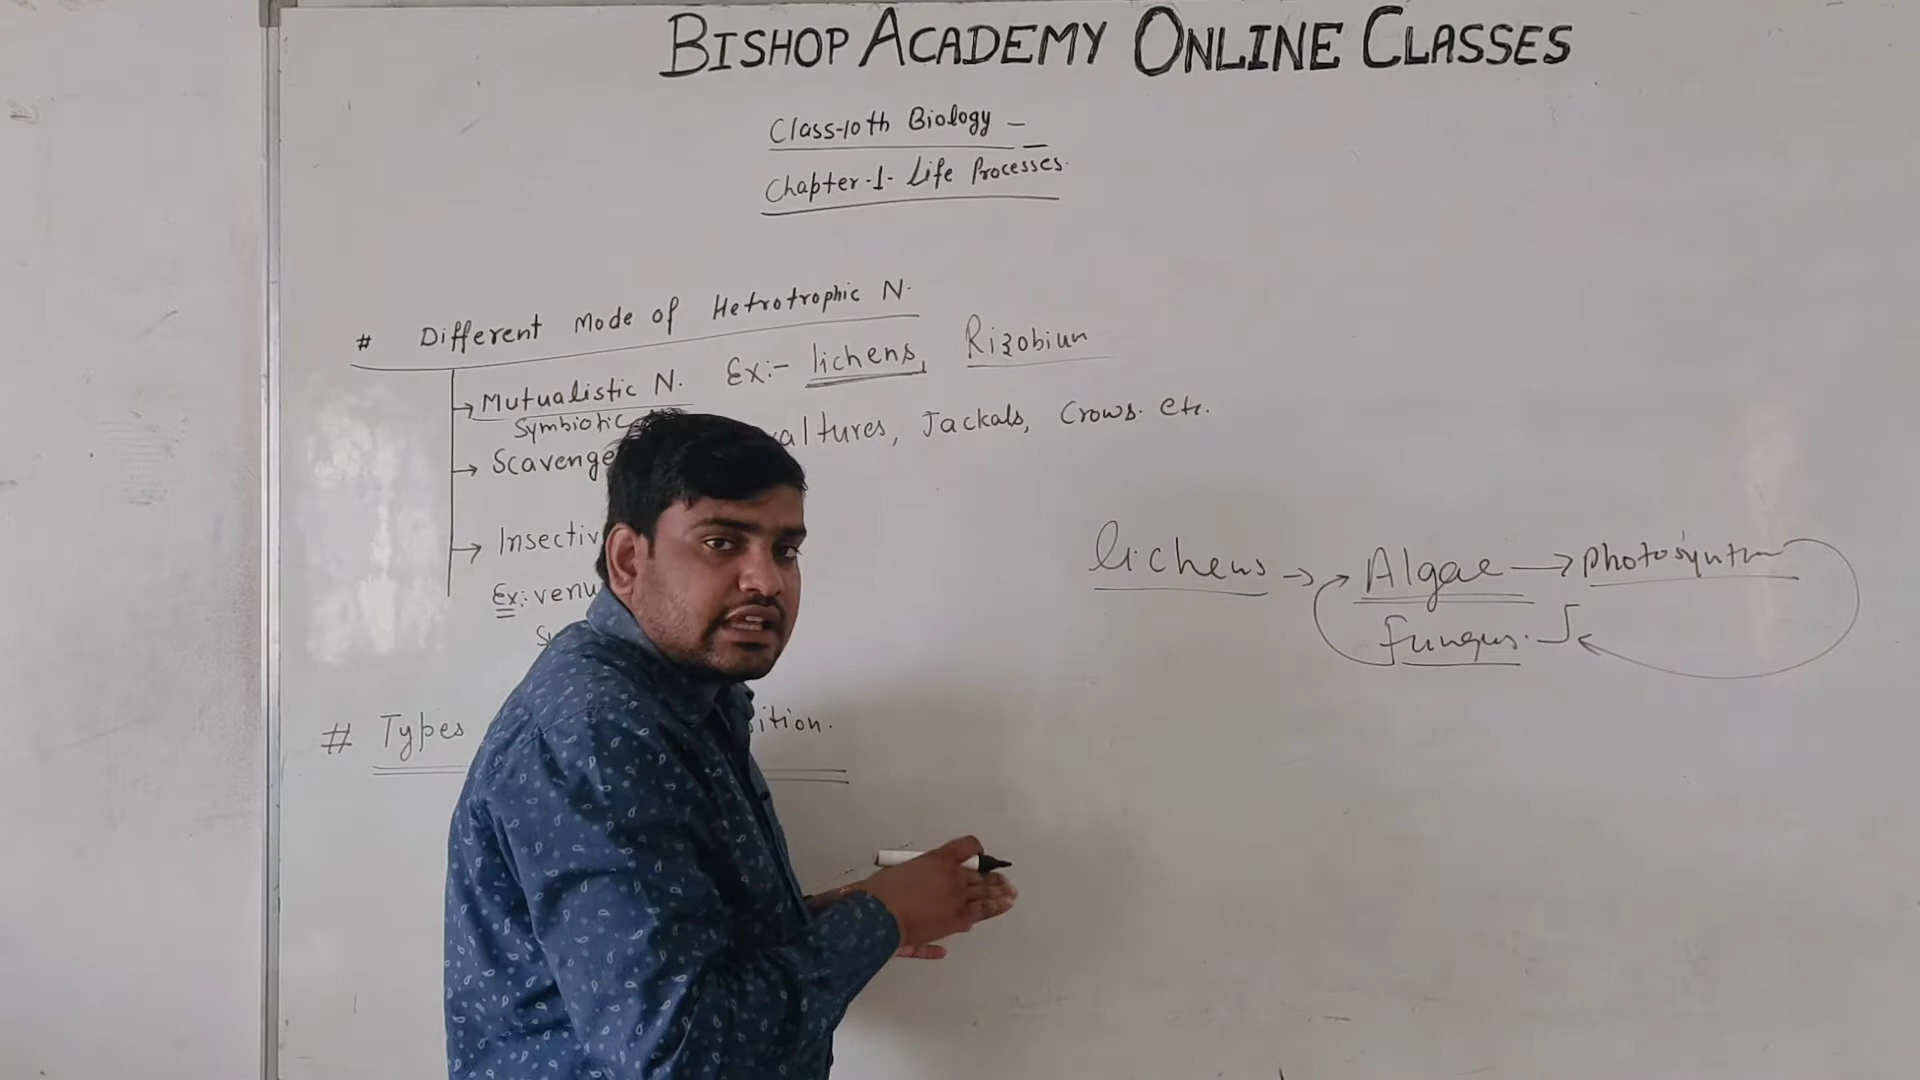 BISHOP ACADEMY ONLINE CLASSES
Class-10th Biology -
Chapter-1- Life Processes.
# Different Mode of Hetrotrophic N.
→ Mutualistic N. Ex:- lichens, Rizobium
Symbiotic
→ Scavenge altures, Jackals, Crows. etc.
→ Insectiv
Ex: venu
lichens → Algae → Photosynthe
fungus.
# Types ition.